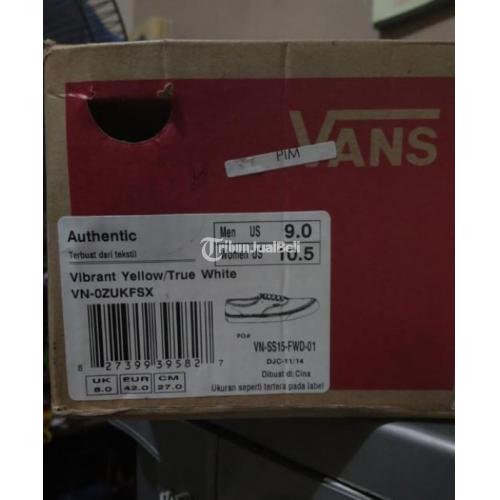 VANS
PIM
Authentic
Terbuat dari tekstil
Men US 9.0
Women US 10.5
TribunJualBeli
Vibrant Yellow/True White
VN-0ZUKFSX
8 27399 39582 7
PO#
VN-SS15-FWD-01
DJC-11/14
Dibuat di Cina
UK EUR CM
8.0 42.0 27.0
Ukuran seperti tertera pada label